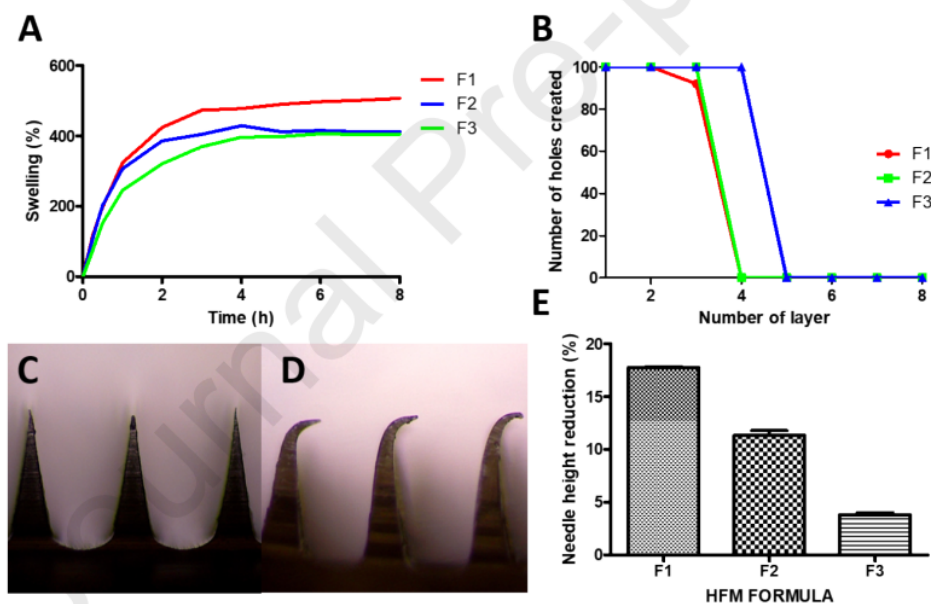 A
600
400
200
0
Swelling (%)
0 2 4 6 8
Time (h)
F1
F2
F3
B
100
80
60
40
20
0
Number of holes created
2 4 6 8
Number of layer
F1
F2
F3
C
D
E
20
15
10
5
0
Needle height reduction (%)
F1 F2 F3
HFM FORMULA
Journal Pre-p